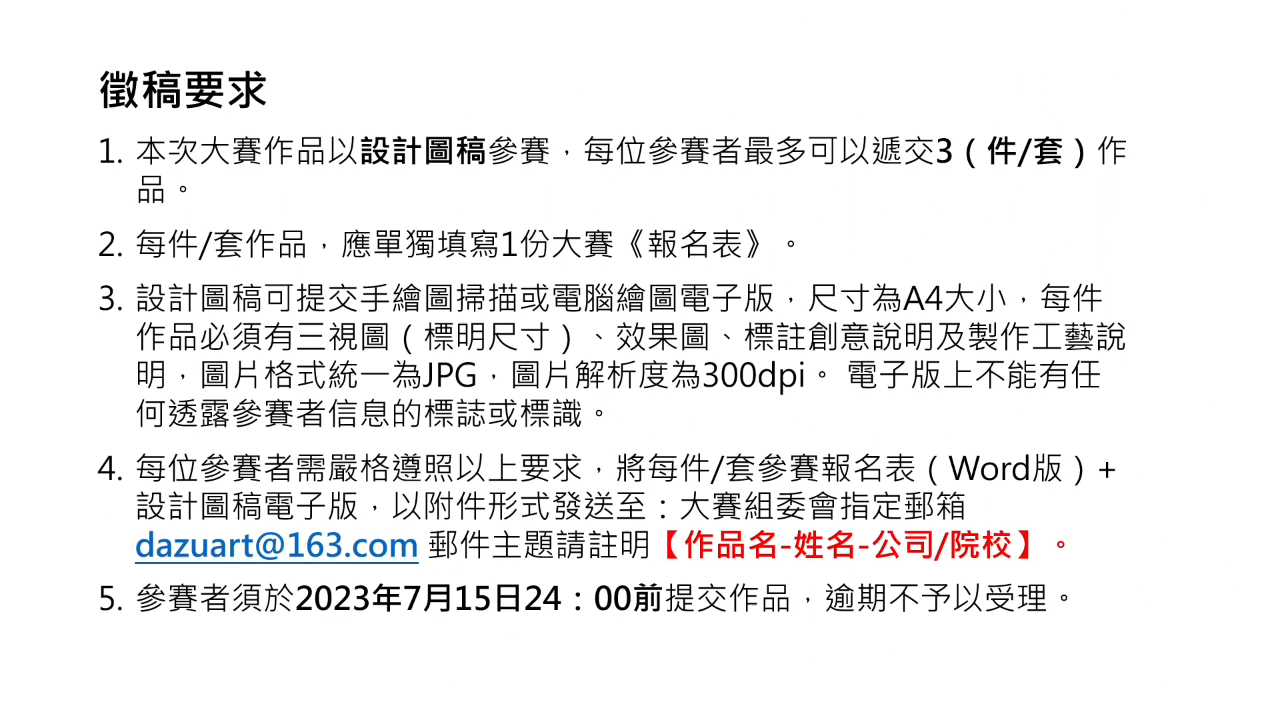 徵稿要求
1. 本次大賽作品以設計圖稿參賽，每位參賽者最多可以遞交3（件/套）作
品。
2. 每件/套作品，應單獨填寫1份大賽《報名表》。
3. 設計圖稿可提交手繪圖掃描或電腦繪圖電子版，尺寸為A4大小，每件
作品必須有三視圖（標明尺寸）、效果圖、標註創意說明及製作工藝說
明，圖片格式統一為JPG，圖片解析度為300dpi。 電子版上不能有任
何透露參賽者信息的標誌或標識。
4. 每位參賽者需嚴格遵照以上要求，將每件/套參賽報名表（Word版）+
設計圖稿電子版，以附件形式發送至：大賽組委會指定郵箱
dazuart@163.com 郵件主題請註明【作品名-姓名-公司/院校】。
5. 參賽者須於2023年7月15日24：00前提交作品，逾期不予以受理。